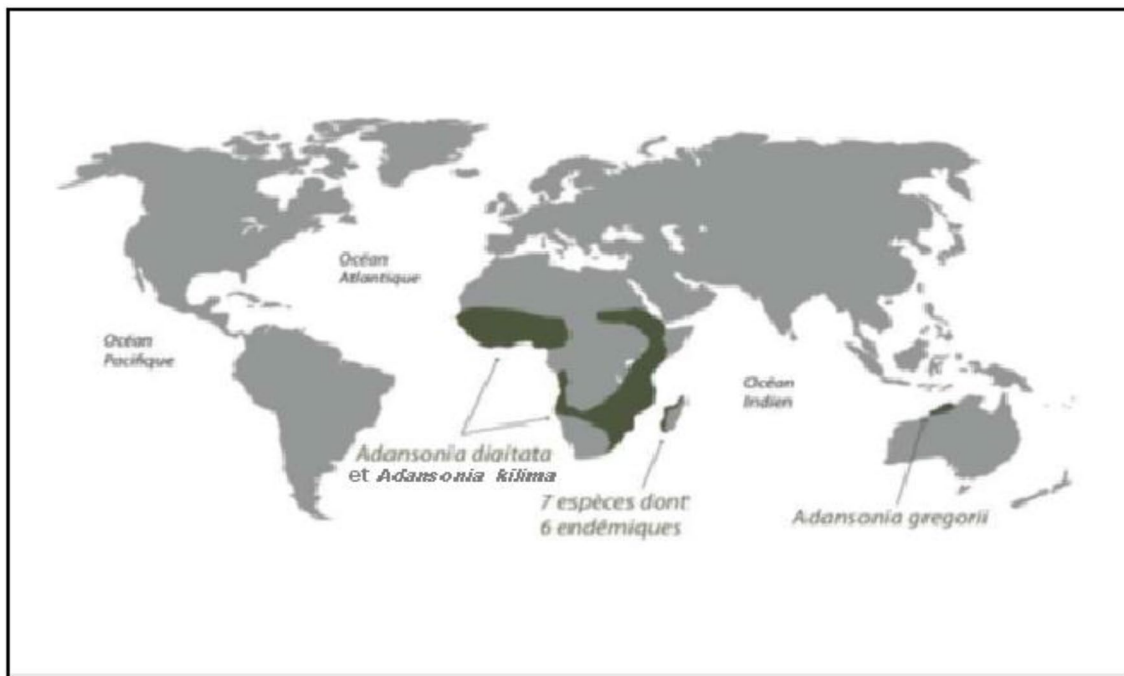 Océan
Atlantique
Océan
Pacifique
Océan
Indien
Adansonia digitata
et Adansonia kilima
7 espèces dont
6 endémiques
Adansonia gregorii